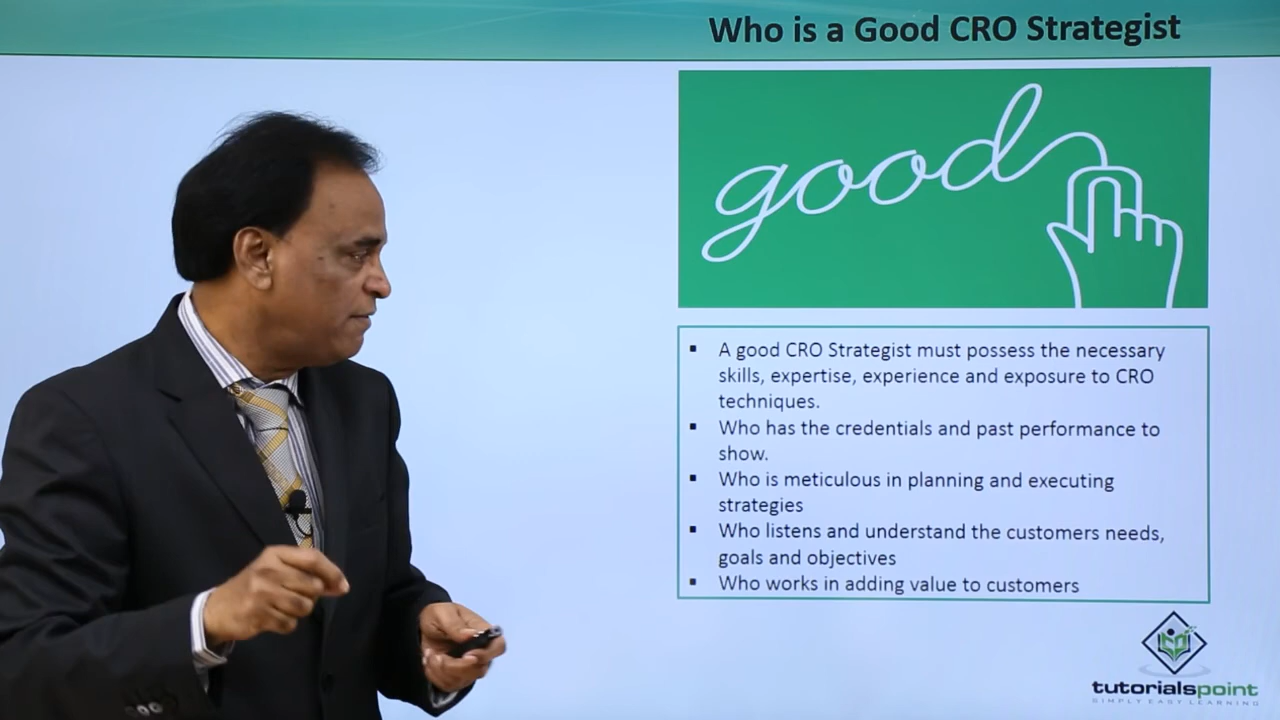 Who is a Good CRO Strategist
good
▪ A good CRO Strategist must possess the necessary
skills, expertise, experience and exposure to CRO
techniques.
▪ Who has the credentials and past performance to
show.
▪ Who is meticulous in planning and executing
strategies
▪ Who listens and understand the customers needs,
goals and objectives
▪ Who works in adding value to customers
tutorialspoint
SIMPLY EASY LEARNING